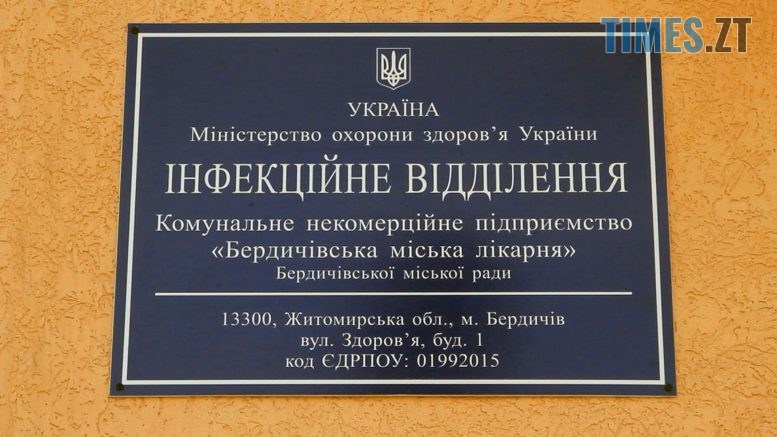 TIMES.ZT
УКРАЇНА
Міністерство охорони здоров’я України
ІНФЕКЦІЙНЕ ВІДДІЛЕННЯ
Комунальне некомерційне підприємство
«Бердичівська міська лікарня»
Бердичівської міської ради
13300, Житомирська обл., м. Бердичів
вул. Здоров’я, буд. 1
код ЄДРПОУ: 01992015